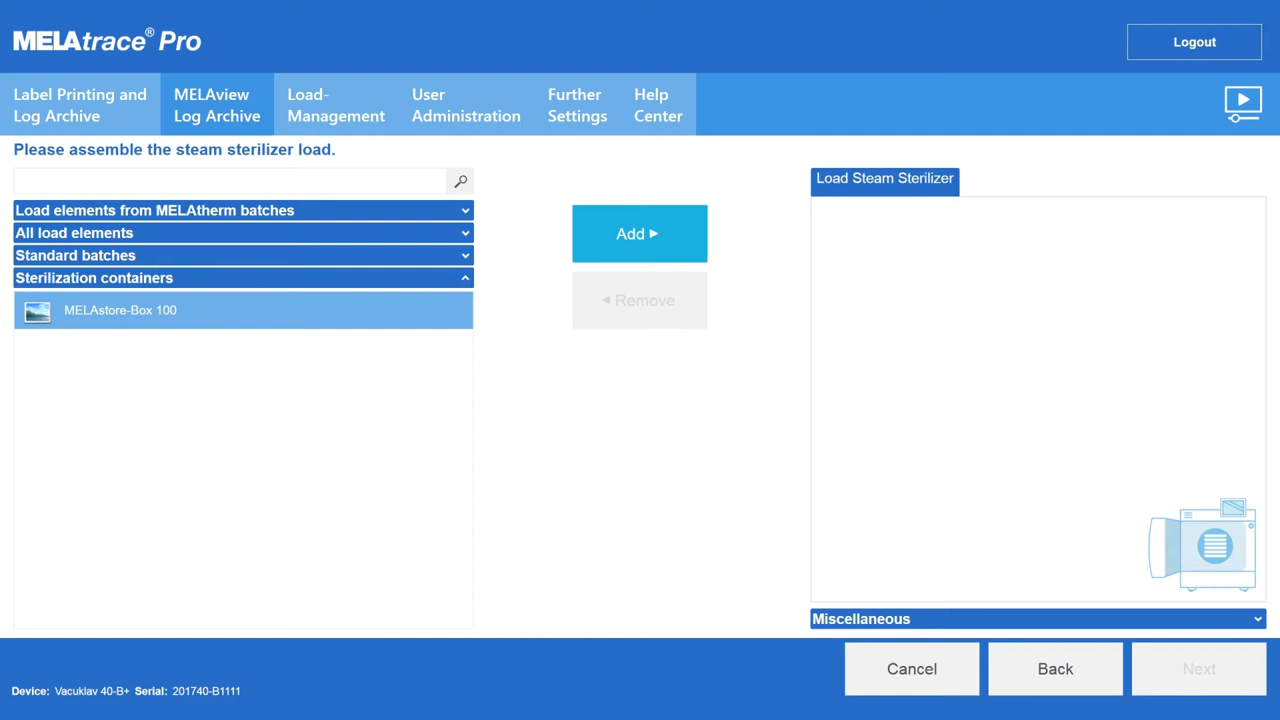 MELAtrace® Pro
Logout
Label Printing and
Log Archive
MELAview
Log Archive
Load-
Management
User
Administration
Further
Settings
Help
Center
Please assemble the steam sterilizer load.
Load elements from MELAtherm batches
All load elements
Standard batches
Sterilization containers
MELAstore-Box 100
Add
Remove
Load Steam Sterilizer
Miscellaneous
Device: Vacuklav 40-B+ Serial: 201740-B1111
Cancel
Back
Next